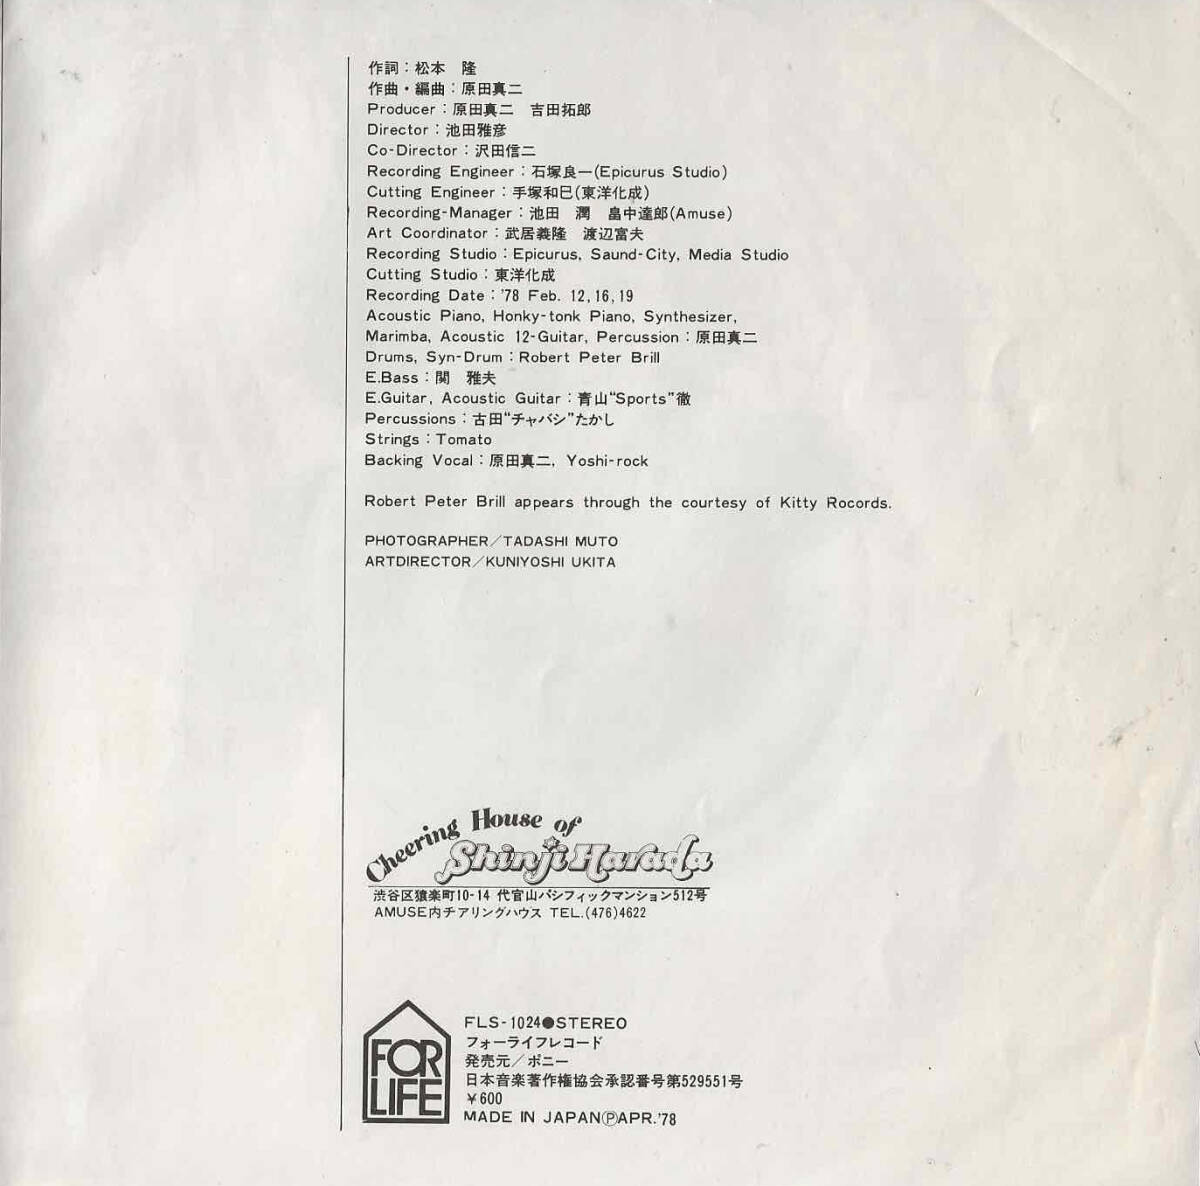 作詞：松本　隆
作曲・編曲：原田真二
Producer：原田真二　吉田拓郎
Director：池田雅彦
Co-Director：沢田信二
Recording Engineer：石塚良一(Epicurus Studio)
Cutting Engineer：手塚和巳(東洋化成)
Recording-Manager：池田　潤　畠中達郎(Amuse)
Art Coordinator：武居義隆　渡辺富夫
Recording Studio：Epicurus, Saund-City, Media Studio
Cutting Studio：東洋化成
Recording Date：'78 Feb. 12,16,19
Acoustic Piano, Honky-tonk Piano, Synthesizer,
Marimba, Acoustic 12-Guitar, Percussion：原田真二
Drums, Syn-Drum：Robert Peter Brill
E.Bass：関　雅夫
E.Guitar, Acoustic Guitar：青山“Sports”徹
Percussions：古田“チャバシ”たかし
Strings：Tomato
Backing Vocal：原田真二, Yoshi-rock
Robert Peter Brill appears through the courtesy of Kitty Rocords.
PHOTOGRAPHER／TADASHI MUTO
ARTDIRECTOR／KUNIYOSHI UKITA
Cheering House of
Shinji Harada
渋谷区猿楽町10-14 代官山パシフィックマンション512号
AMUSE内チアリングハウス TEL.(476)4622
FOR
LIFE
FLS-1024●STEREO
フォーライフレコード
発売元／ポニー
日本音楽著作権協会承認番号第529551号
￥600
MADE IN JAPANⓅAPR.'78